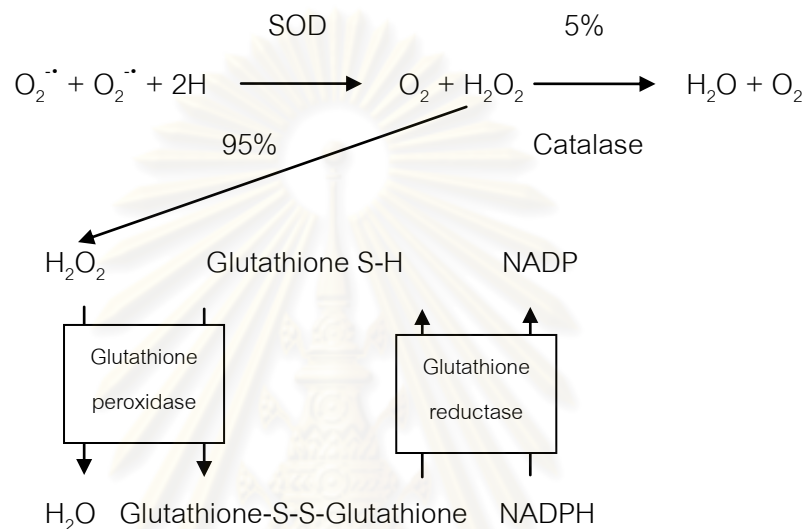 SOD 5%
O₂⁻• + O₂⁻• + 2H O₂ + H₂O₂ H₂O + O₂
95% Catalase
H₂O₂ Glutathione S-H NADP
Glutathione
peroxidase
Glutathione
reductase
H₂O Glutathione-S-S-Glutathione NADPH